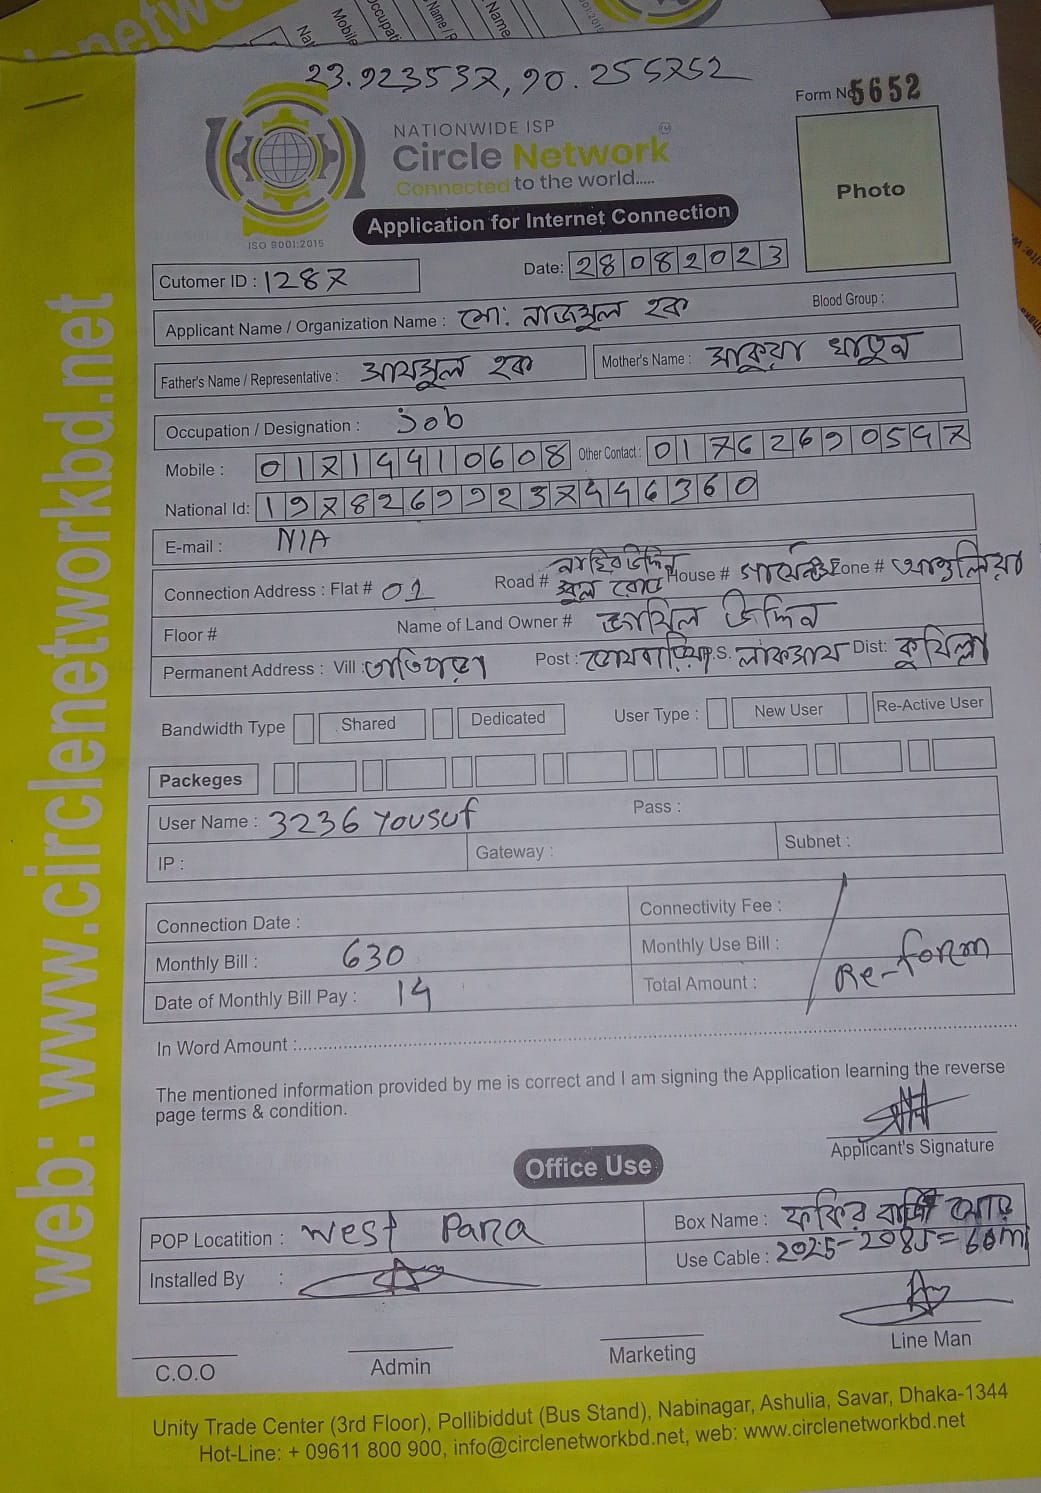 23.923537, 90.255752
Form No 5652
NATIONWIDE ISP
Circle Network
Connected to the world.....
ISO 9001:2015
Application for Internet Connection
Photo
Cutomer ID : 1287
Date: 28082023
Applicant Name / Organization Name : মো: নাজমুল হক
Blood Group :
Father's Name / Representative : হক
Mother's Name : খাতুন
Occupation / Designation : Job
Mobile : 01714410608 Other Contact : 01762690547
National Id: 19782699237446360
E-mail : N/A
Connection Address : Flat # 01 Road # স্কুল রোড House # Zone # আশুলিয়া
Floor # Name of Land Owner # উদ্দিন
Permanent Address : Vill : Post : P.S. Dist: কুমিল্লা
Bandwidth Type Shared Dedicated User Type : New User Re-Active User
Packeges
User Name : 3236 Yousuf Pass :
IP : Gateway : Subnet :
Connection Date : Connectivity Fee :
Monthly Bill : 630 Monthly Use Bill :
Date of Monthly Bill Pay : 14 Total Amount :
Re-form
In Word Amount :
The mentioned information provided by me is correct and I am signing the Application learning the reverse
page terms & condition.
Applicant's Signature
Office Use
POP Locatition : West Para Box Name : ফকির বাড়ী মোড়
Installed By : Use Cable : 2025-2085=60m
C.O.O Admin Marketing Line Man
Unity Trade Center (3rd Floor), Pollibiddut (Bus Stand), Nabinagar, Ashulia, Savar, Dhaka-1344
Hot-Line: + 09611 800 900, info@circlenetworkbd.net, web: www.circlenetworkbd.net
web: www.circlenetworkbd.net